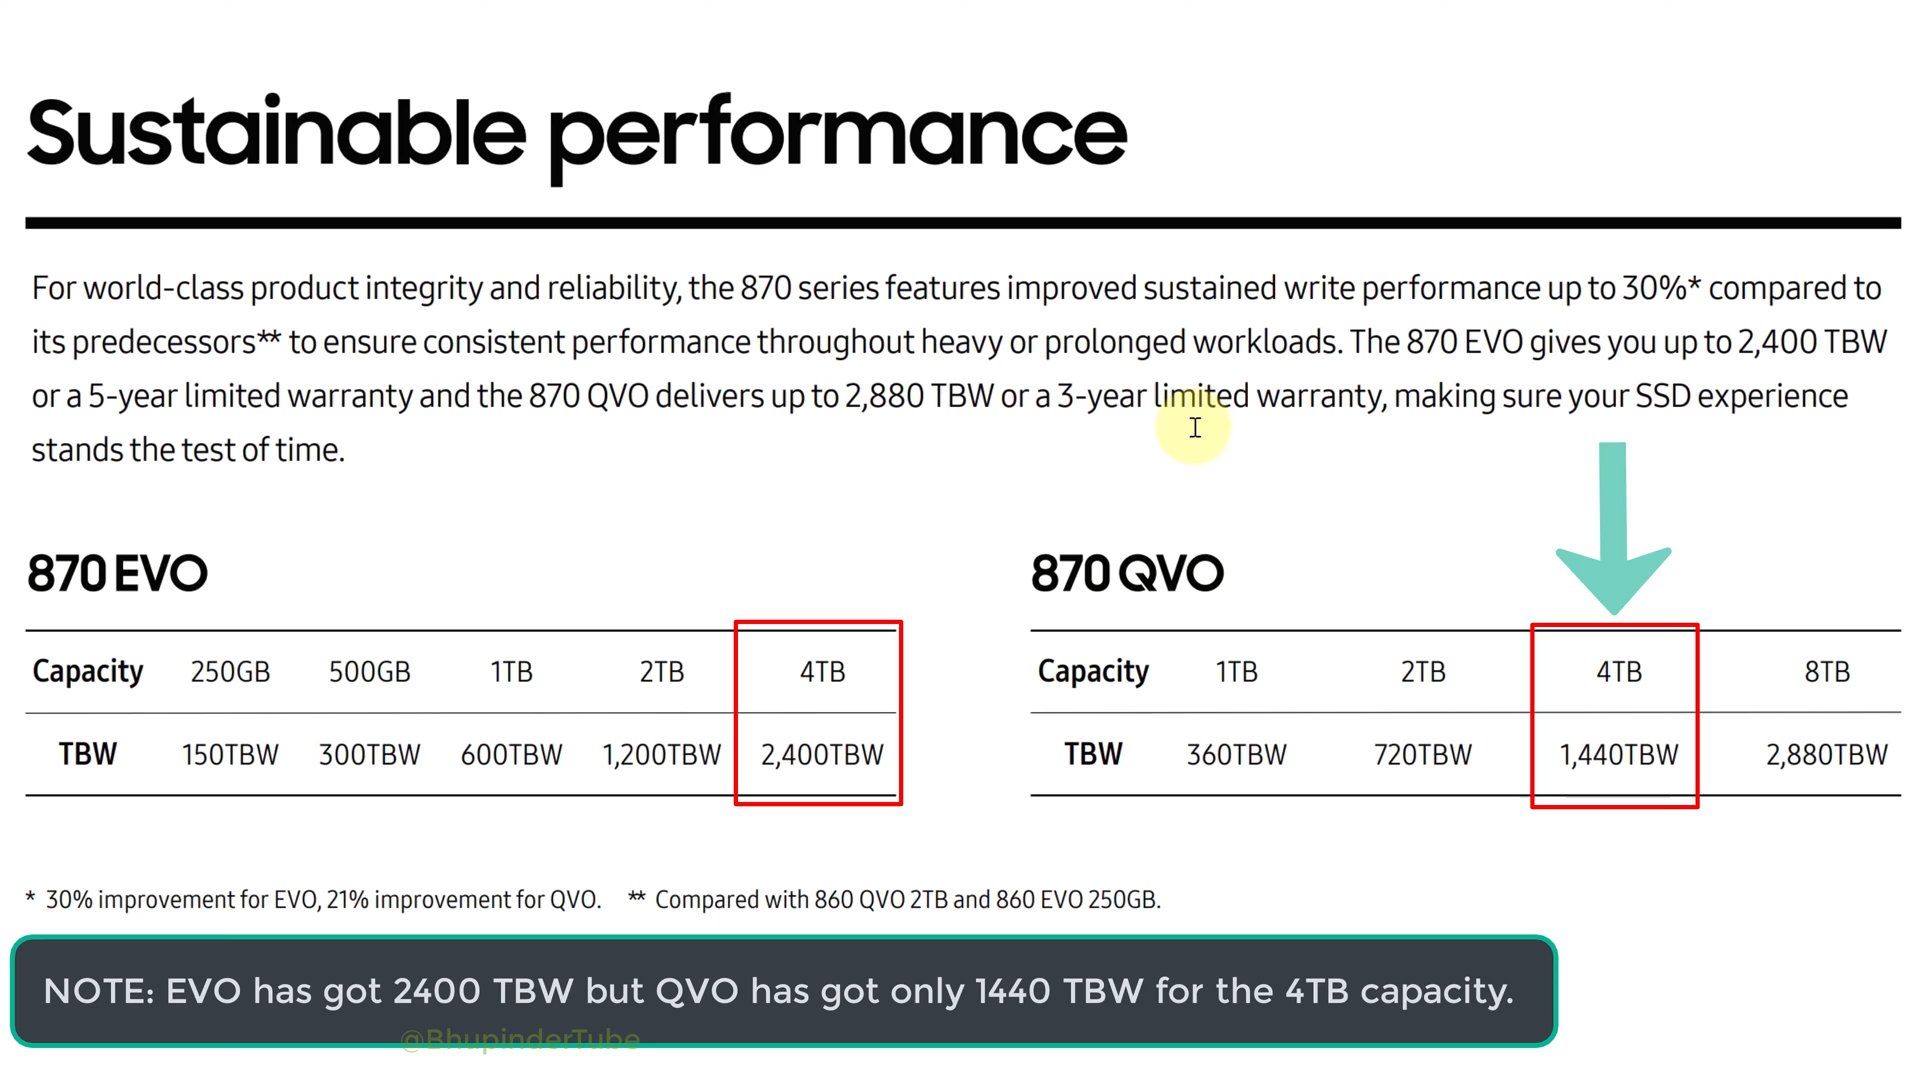 Sustainable performance
For world-class product integrity and reliability, the 870 series features improved sustained write performance up to 30%* compared to
its predecessors** to ensure consistent performance throughout heavy or prolonged workloads. The 870 EVO gives you up to 2,400 TBW
or a 5-year limited warranty and the 870 QVO delivers up to 2,880 TBW or a 3-year limited warranty, making sure your SSD experience
stands the test of time.
870 EVO
Capacity 250GB 500GB 1TB 2TB 4TB
TBW 150TBW 300TBW 600TBW 1,200TBW 2,400TBW
870 QVO
Capacity 1TB 2TB 4TB 8TB
TBW 360TBW 720TBW 1,440TBW 2,880TBW
* 30% improvement for EVO, 21% improvement for QVO. ** Compared with 860 QVO 2TB and 860 EVO 250GB.
NOTE: EVO has got 2400 TBW but QVO has got only 1440 TBW for the 4TB capacity.
@BhupinderTube